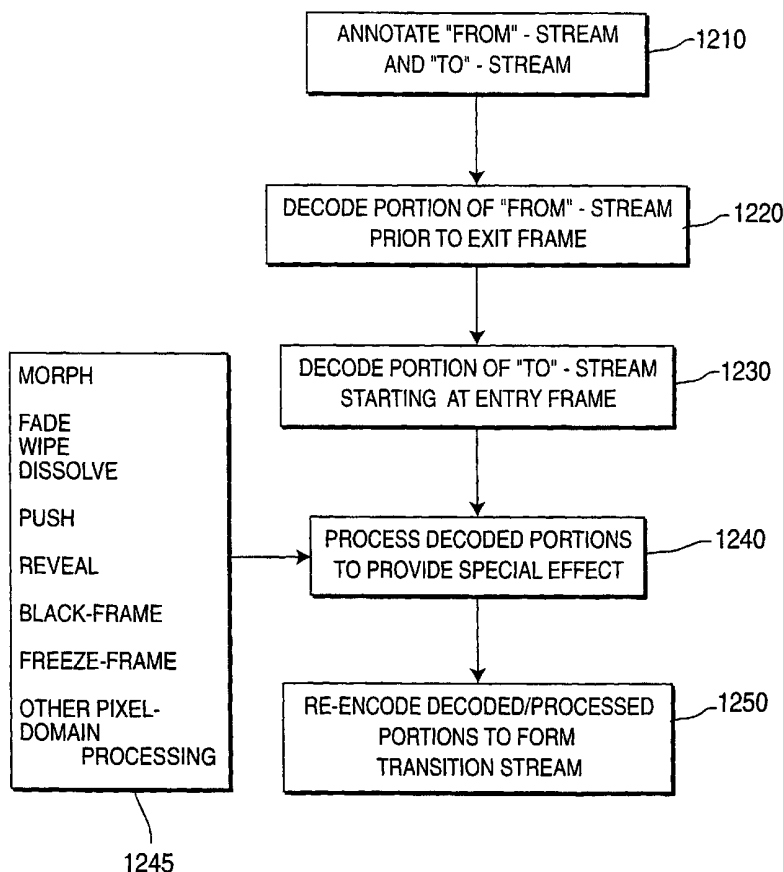 ANNOTATE "FROM" - STREAM
AND "TO" - STREAM
1210
DECODE PORTION OF "FROM" - STREAM
PRIOR TO EXIT FRAME
1220
DECODE PORTION OF "TO" - STREAM
STARTING AT ENTRY FRAME
1230
MORPH
FADE
WIPE
DISSOLVE
PUSH
REVEAL
BLACK-FRAME
FREEZE-FRAME
OTHER PIXEL-
DOMAIN
PROCESSING
1245
PROCESS DECODED PORTIONS
TO PROVIDE SPECIAL EFFECT
1240
RE-ENCODE DECODED/PROCESSED
PORTIONS TO FORM
TRANSITION STREAM
1250